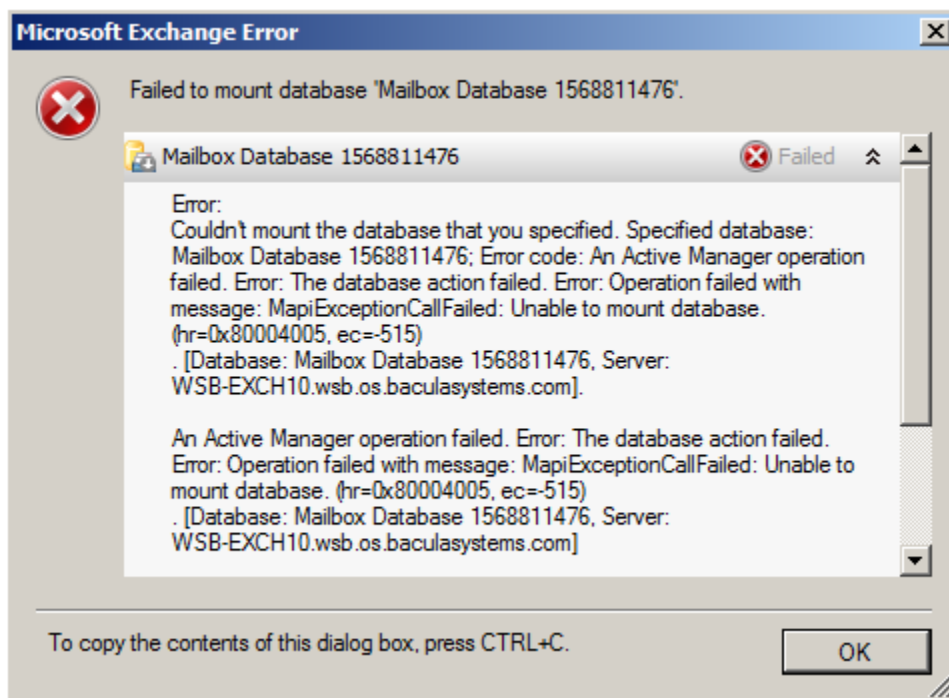 Microsoft Exchange Error
Failed to mount database 'Mailbox Database 1568811476'.
Mailbox Database 1568811476 Failed
Error:
Couldn't mount the database that you specified. Specified database:
Mailbox Database 1568811476; Error code: An Active Manager operation
failed. Error: The database action failed. Error: Operation failed with
message: MapiExceptionCallFailed: Unable to mount database.
(hr=0x80004005, ec=-515)
. [Database: Mailbox Database 1568811476, Server:
WSB-EXCH10.wsb.os.baculasystems.com].
An Active Manager operation failed. Error: The database action failed.
Error: Operation failed with message: MapiExceptionCallFailed: Unable to
mount database. (hr=0x80004005, ec=-515)
. [Database: Mailbox Database 1568811476, Server:
WSB-EXCH10.wsb.os.baculasystems.com]
To copy the contents of this dialog box, press CTRL+C.
OK